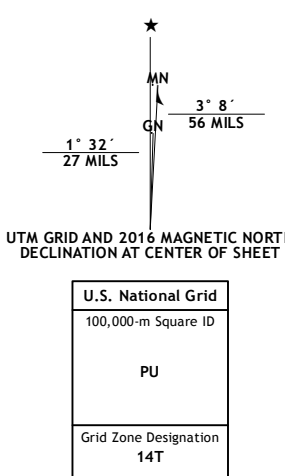 ★
MN
3° 8´
56 MILS
GN
1° 32´
27 MILS
UTM GRID AND 2016 MAGNETIC NORT
DECLINATION AT CENTER OF SHEET
U.S. National Grid
100,000-m Square ID
PU
Grid Zone Designation
14T